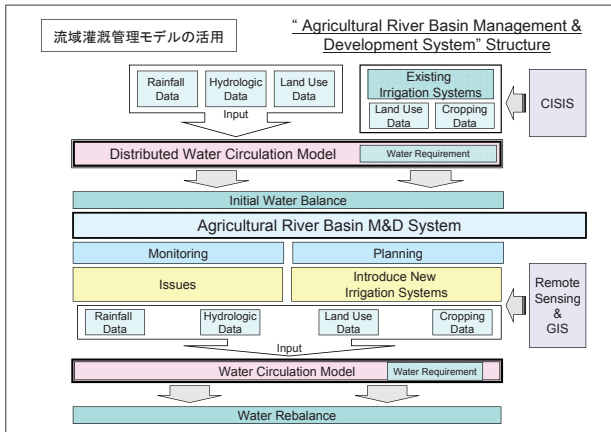 流域灌漑管理モデルの活用
“ Agricultural River Basin Management &
Development System” Structure
Rainfall
Data
Hydrologic
Data
Land Use
Data
Input
Existing
Irrigation Systems
Land Use
Data
Cropping
Data
CISIS
Distributed Water Circulation Model
Water Requirement
Initial Water Balance
Agricultural River Basin M&D System
Monitoring
Planning
Issues
Introduce New
Irrigation Systems
Remote
Sensing
&
GIS
Rainfall
Data
Hydrologic
Data
Land Use
Data
Cropping
Data
Input
Water Circulation Model
Water Requirement
Water Rebalance